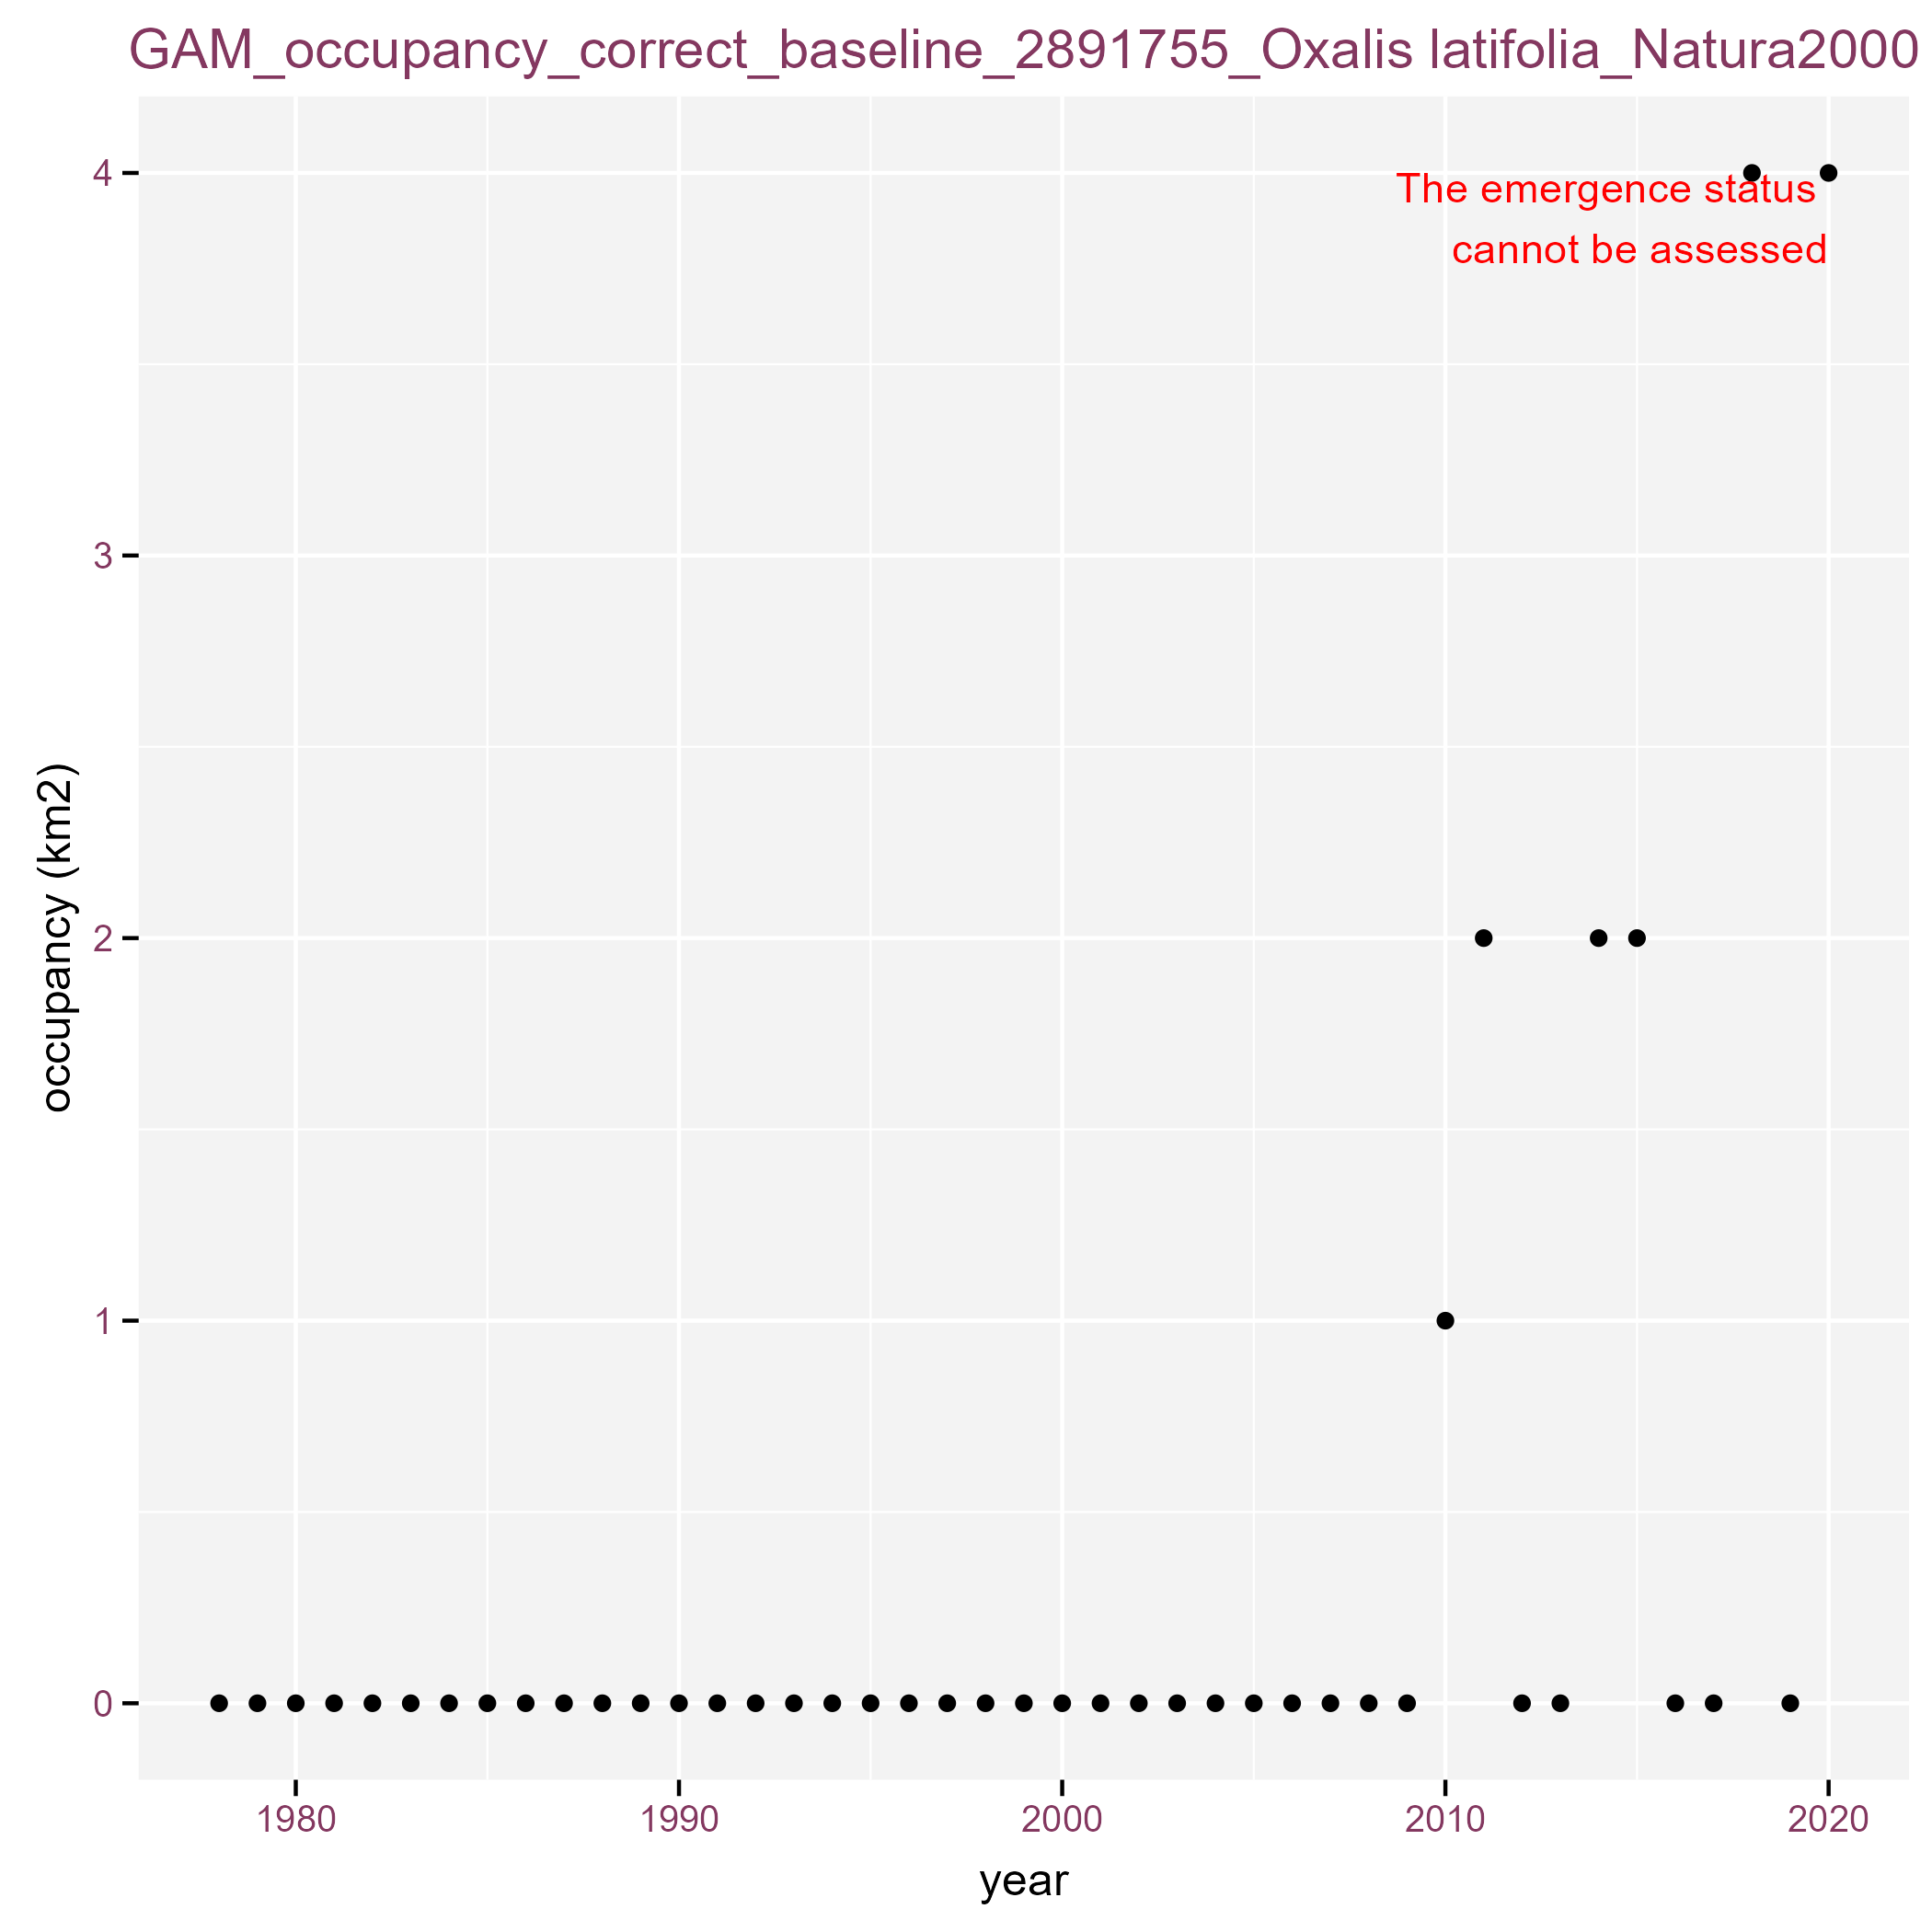 GAM_occupancy_correct_baseline_2891755_Oxalis latifolia_Natura2000
4
The emergence status
cannot be assessed
3
occupancy (km2)
2
1
0
1980 1990 2000 2010 2020
year